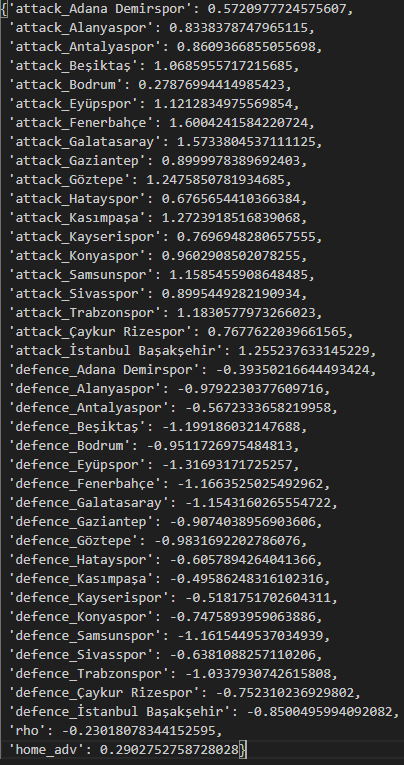 {'attack_Adana Demirspor': 0.5720977724575607,
'attack_Alanyaspor': 0.8338378747965115,
'attack_Antalyaspor': 0.8609366855055698,
'attack_Beşiktaş': 1.0685955717215685,
'attack_Bodrum': 0.27876994414985423,
'attack_Eyüpspor': 1.1212834975569854,
'attack_Fenerbahçe': 1.6004241584220724,
'attack_Galatasaray': 1.5733804537111125,
'attack_Gaziantep': 0.8999978389692403,
'attack_Göztepe': 1.2475850781934685,
'attack_Hatayspor': 0.6765654410366384,
'attack_Kasımpaşa': 1.2723918516839068,
'attack_Kayserispor': 0.7696948280657555,
'attack_Konyaspor': 0.9602908502078255,
'attack_Samsunspor': 1.1585455908648485,
'attack_Sivasspor': 0.8995449282190934,
'attack_Trabzonspor': 1.1830577973266023,
'attack_Çaykur Rizespor': 0.7677622039661565,
'attack_İstanbul Başakşehir': 1.255237633145229,
'defence_Adana Demirspor': -0.39350216644493424,
'defence_Alanyaspor': -0.9792230377609716,
'defence_Antalyaspor': -0.5672333658219958,
'defence_Beşiktaş': -1.199186032147688,
'defence_Bodrum': -0.9511726975484813,
'defence_Eyüpspor': -1.31693171725257,
'defence_Fenerbahçe': -1.1663525025492962,
'defence_Galatasaray': -1.1543160265554722,
'defence_Gaziantep': -0.9074038956903606,
'defence_Göztepe': -0.9831692202786076,
'defence_Hatayspor': -0.6057894264041366,
'defence_Kasımpaşa': -0.49586248316102316,
'defence_Kayserispor': -0.5181751702604311,
'defence_Konyaspor': -0.7475893959063886,
'defence_Samsunspor': -1.1615449537034939,
'defence_Sivasspor': -0.6381088257110206,
'defence_Trabzonspor': -1.0337930742615808,
'defence_Çaykur Rizespor': -0.752310236929802,
'defence_İstanbul Başakşehir': -0.8500495994092082,
'rho': -0.23018078344152595,
'home_adv': 0.2902752758728028}